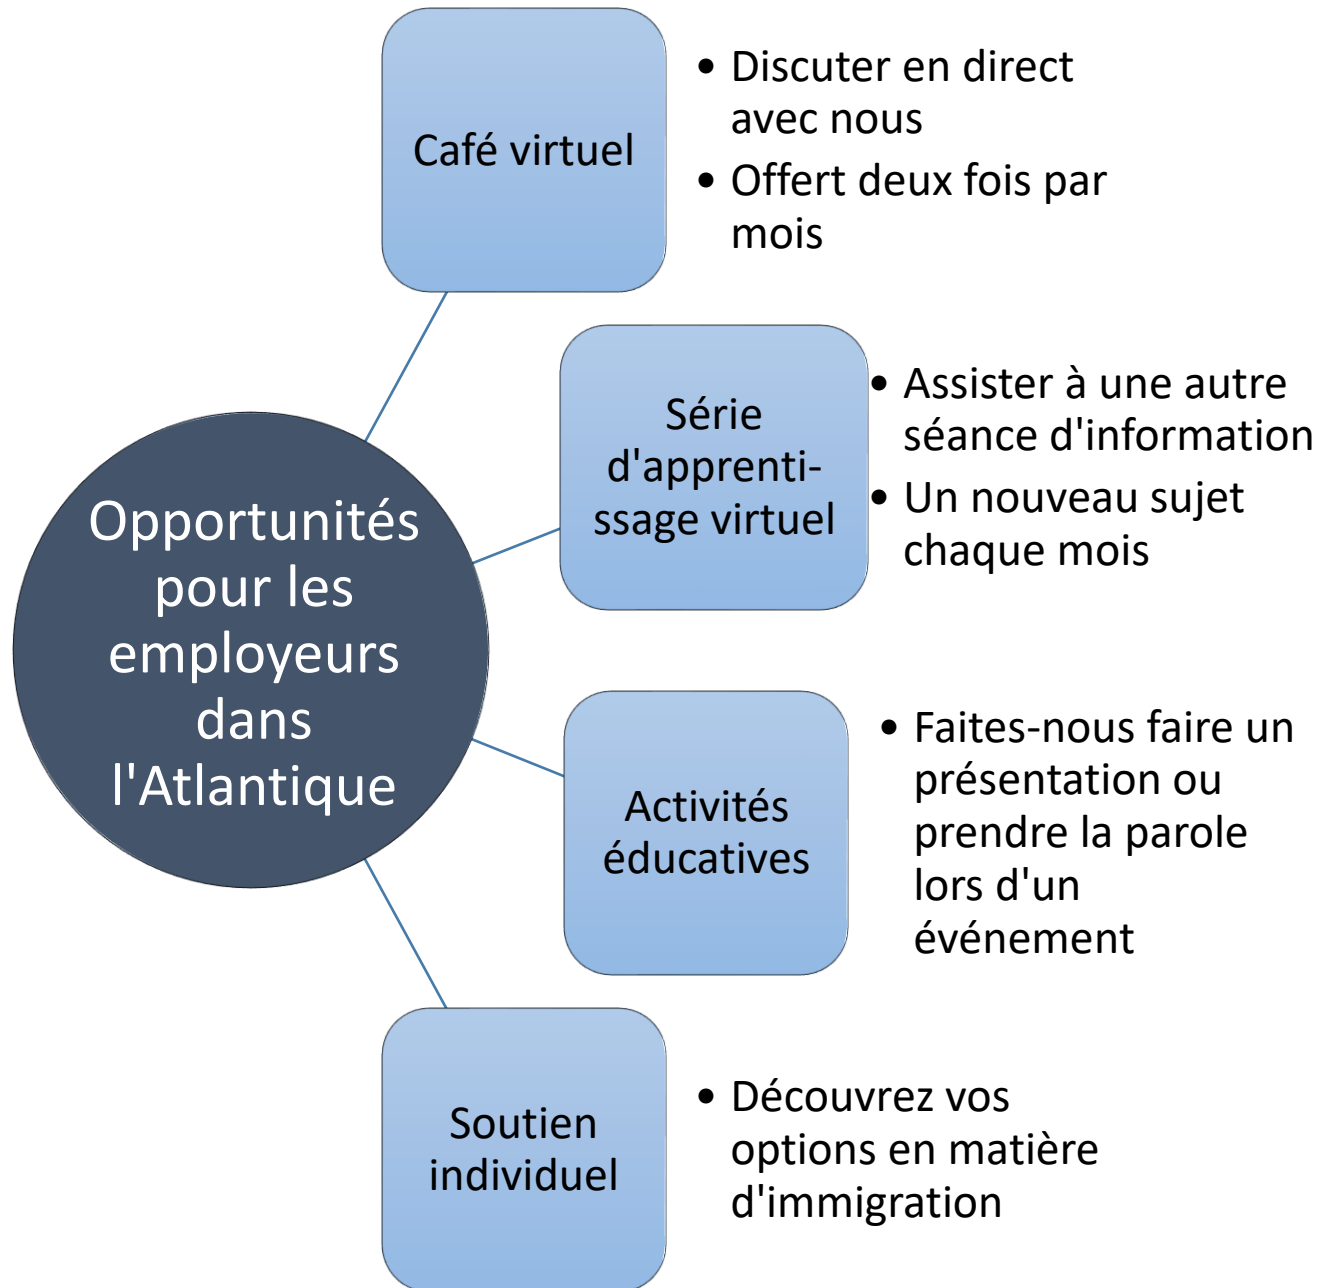 Café virtuel
• Discuter en direct
avec nous
• Offert deux fois par
mois
Série
d'apprenti-
ssage virtuel
• Assister à une autre
séance d'information
• Un nouveau sujet
chaque mois
Opportunités
pour les
employeurs
dans
l'Atlantique
Activités
éducatives
• Faites-nous faire un
présentation ou
prendre la parole
lors d'un
événement
Soutien
individuel
• Découvrez vos
options en matière
d'immigration